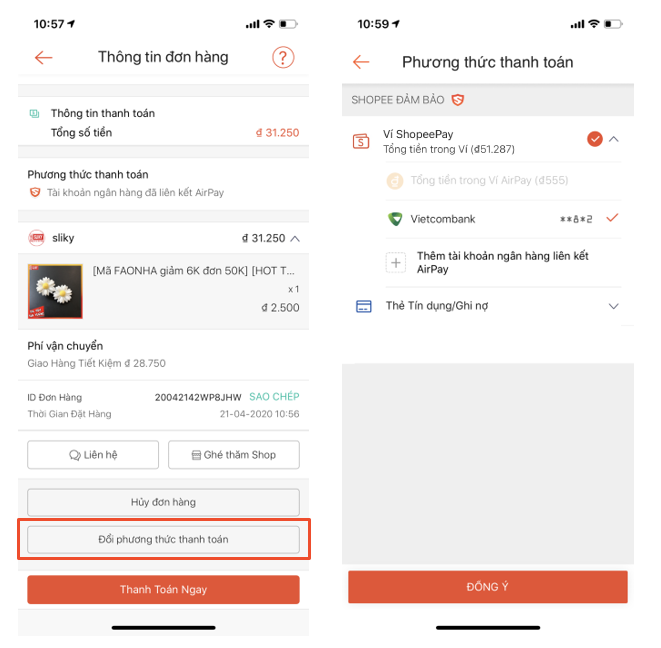 10:57
Thông tin đơn hàng
?
Thông tin thanh toán
Tổng số tiền
₫ 31.250
Phương thức thanh toán
Tài khoản ngân hàng đã liên kết AirPay
sliky
₫ 31.250
[Mã FAONHA giảm 6K đơn 50K] [HOT T...
x 1
₫ 2.500
Phí vận chuyển
Giao Hàng Tiết Kiệm ₫ 28.750
ID Đơn Hàng
20042142WP8JHW SAO CHÉP
Thời Gian Đặt Hàng
21-04-2020 10:56
Liên hệ
Ghé thăm Shop
Hủy đơn hàng
Đổi phương thức thanh toán
Thanh Toán Ngay
10:59
Phương thức thanh toán
SHOPEE ĐẢM BẢO
Ví ShopeePay
Tổng tiền trong Ví (₫51.287)
Tổng tiền trong Ví AirPay (₫555)
Vietcombank
**8*2
Thêm tài khoản ngân hàng liên kết
AirPay
Thẻ Tín dụng/Ghi nợ
ĐỒNG Ý